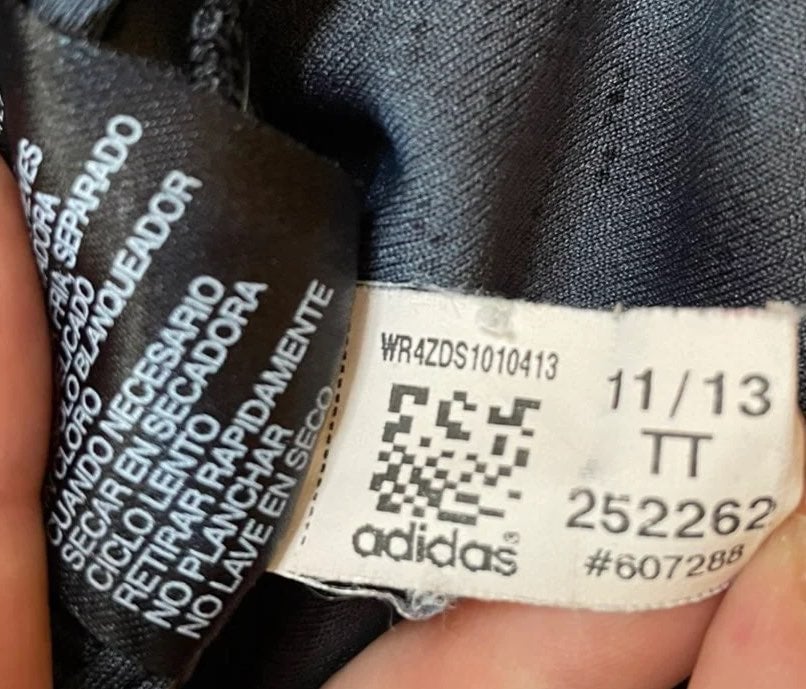 SEPARADO
BLANQUEADOR
CLORO
CUANDO NECESARIO
SECAR EN SECADORA
CICLO LENTO
RETIRAR RAPIDAMENTE
NO PLANCHAR
NO LAVE EN SECO
WR4ZDS1010413
adidas®
11/13
TT
252262
#607288